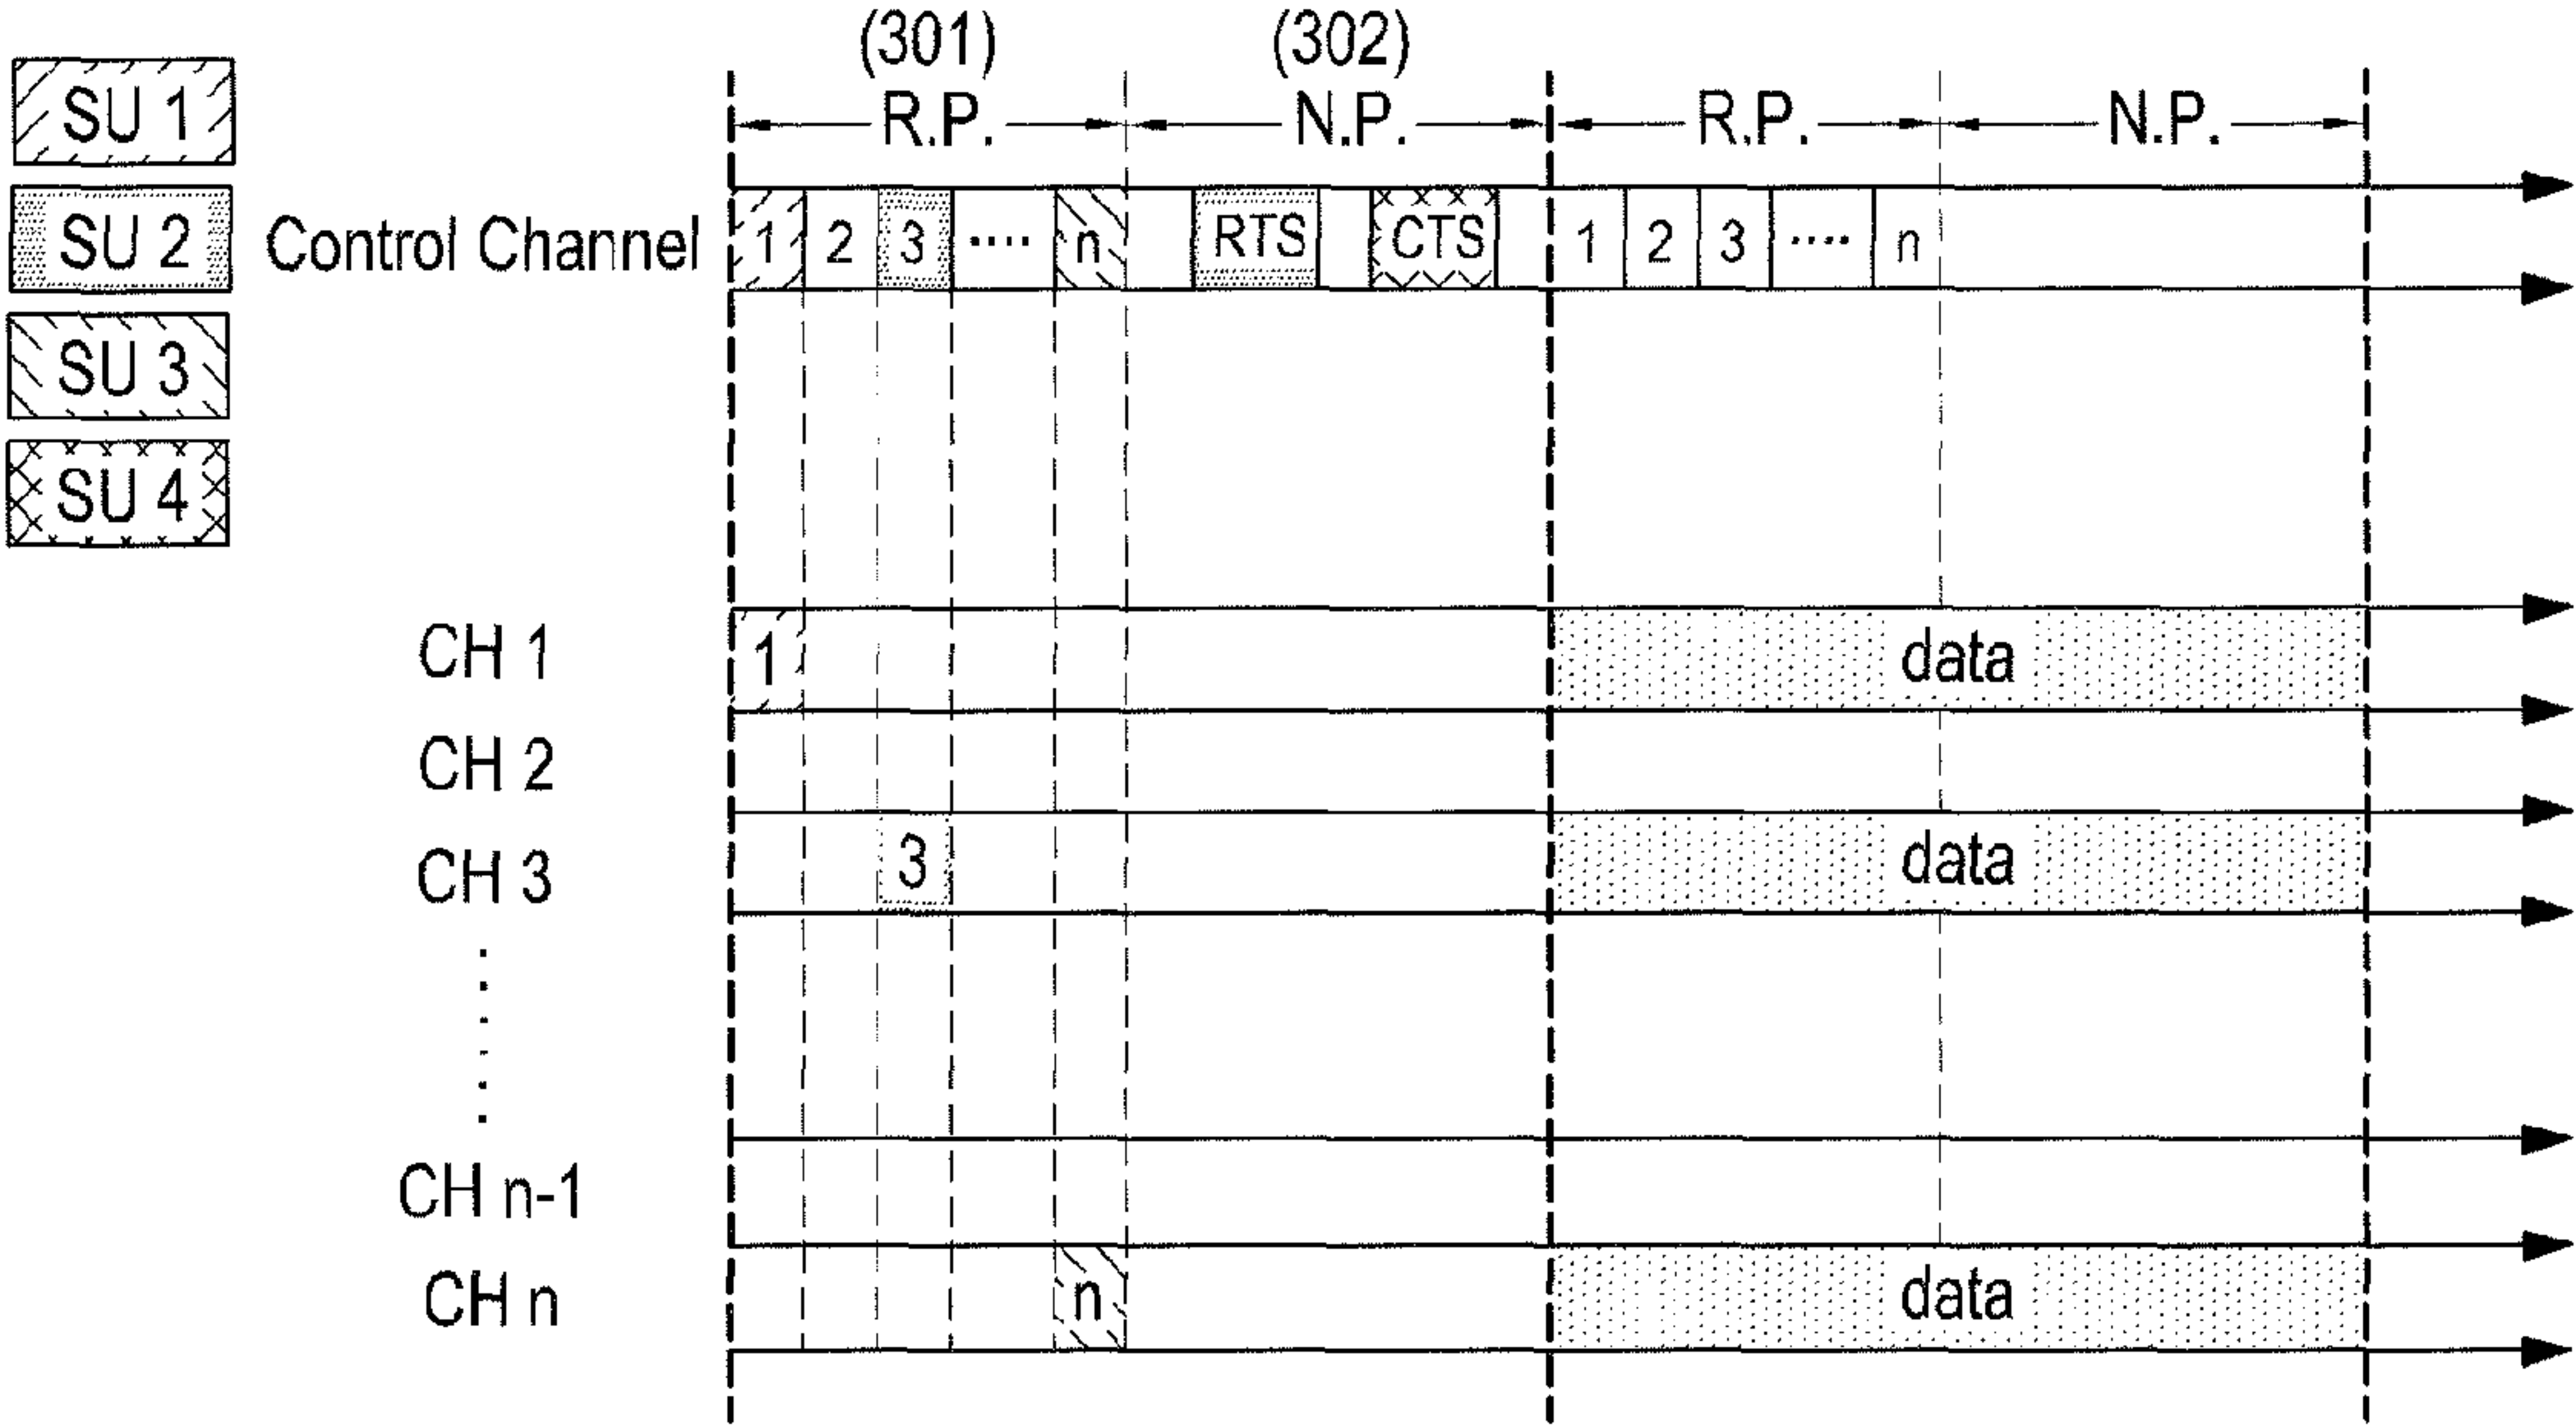 (301) (302)
R.P. N.P. R.P. N.P.
SU 1
SU 2
SU 3
SU 4
Control Channel 1 2 3 ···· n RTS CTS 1 2 3 ···· n
CH 1 1 data
CH 2
CH 3 3 data
CH n-1
CH n n data